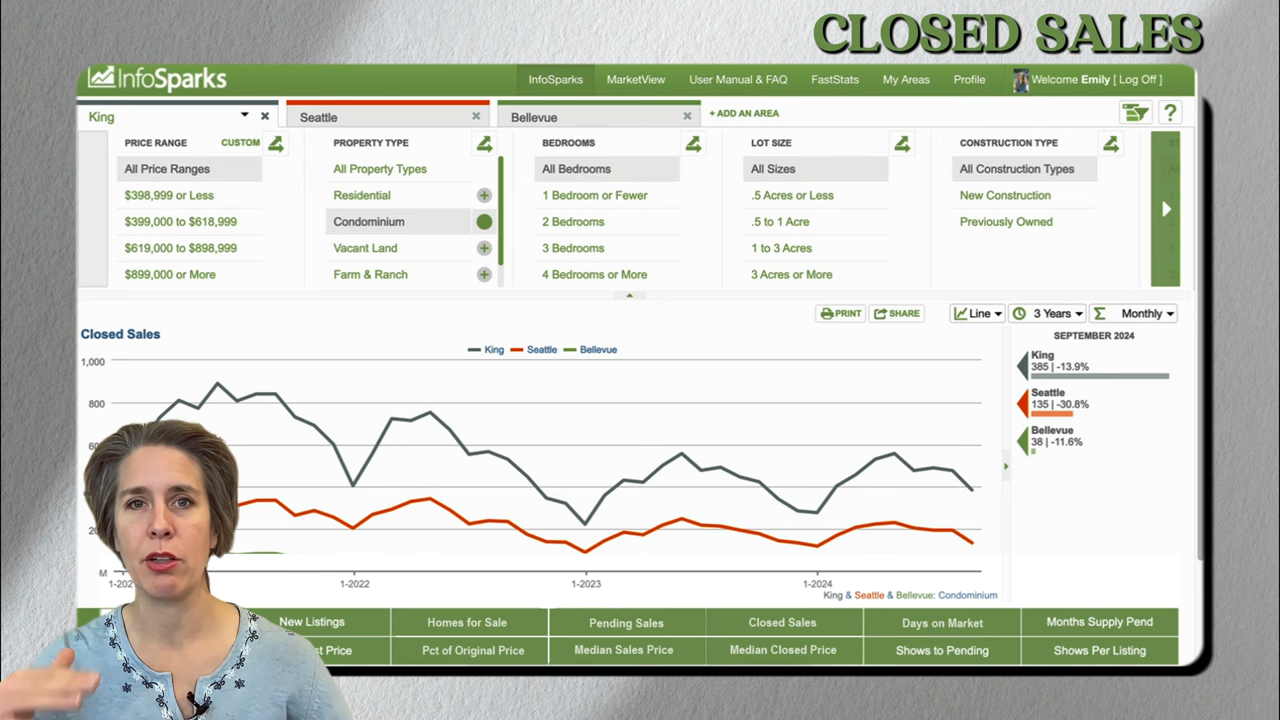 CLOSED SALES
InfoSparks
InfoSparks MarketView User Manual & FAQ FastStats My Areas Profile Welcome Emily [ Log Off ]
King Seattle Bellevue + ADD AN AREA ?
PRICE RANGE CUSTOM
All Price Ranges
$398,999 or Less
$399,000 to $618,999
$619,000 to $898,999
$899,000 or More
PROPERTY TYPE
All Property Types
Residential
Condominium
Vacant Land
Farm & Ranch
BEDROOMS
All Bedrooms
1 Bedroom or Fewer
2 Bedrooms
3 Bedrooms
4 Bedrooms or More
LOT SIZE
All Sizes
.5 Acres or Less
.5 to 1 Acre
1 to 3 Acres
3 Acres or More
CONSTRUCTION TYPE
All Construction Types
New Construction
Previously Owned
PRINT SHARE Line 3 Years Σ Monthly
Closed Sales
King Seattle Bellevue
1,000
800
M
1-2022 1-2023 1-2024
King & Seattle & Bellevue: Condominium
SEPTEMBER 2024
King
385 | -13.9%
Seattle
135 | -30.8%
Bellevue
38 | -11.6%
New Listings Homes for Sale Pending Sales Closed Sales Days on Market Months Supply Pend
Price Pct of Original Price Median Sales Price Median Closed Price Shows to Pending Shows Per Listing